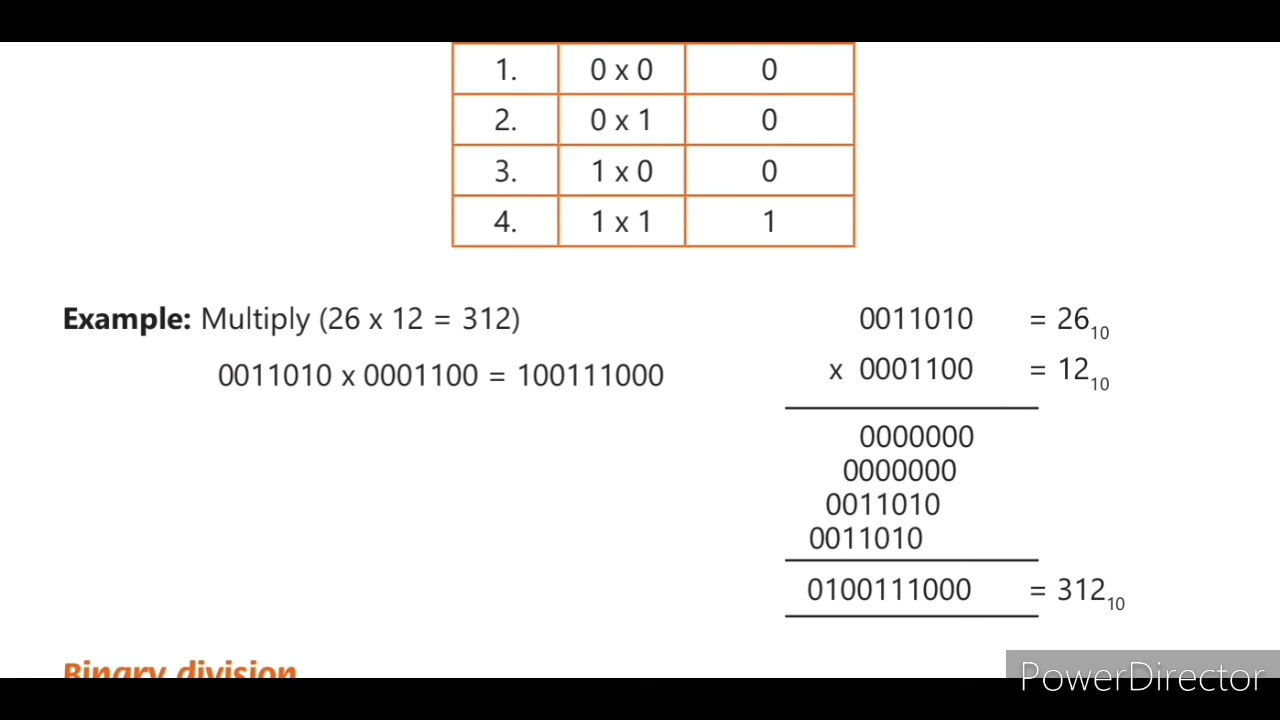 1. 0 x 0 0
2. 0 x 1 0
3. 1 x 0 0
4. 1 x 1 1
Example: Multiply (26 x 12 = 312)
0011010 x 0001100 = 100111000
0011010 = 26₁₀
x 0001100 = 12₁₀
0000000
0000000
0011010
0011010
0100111000 = 312₁₀
Binary division
PowerDirector